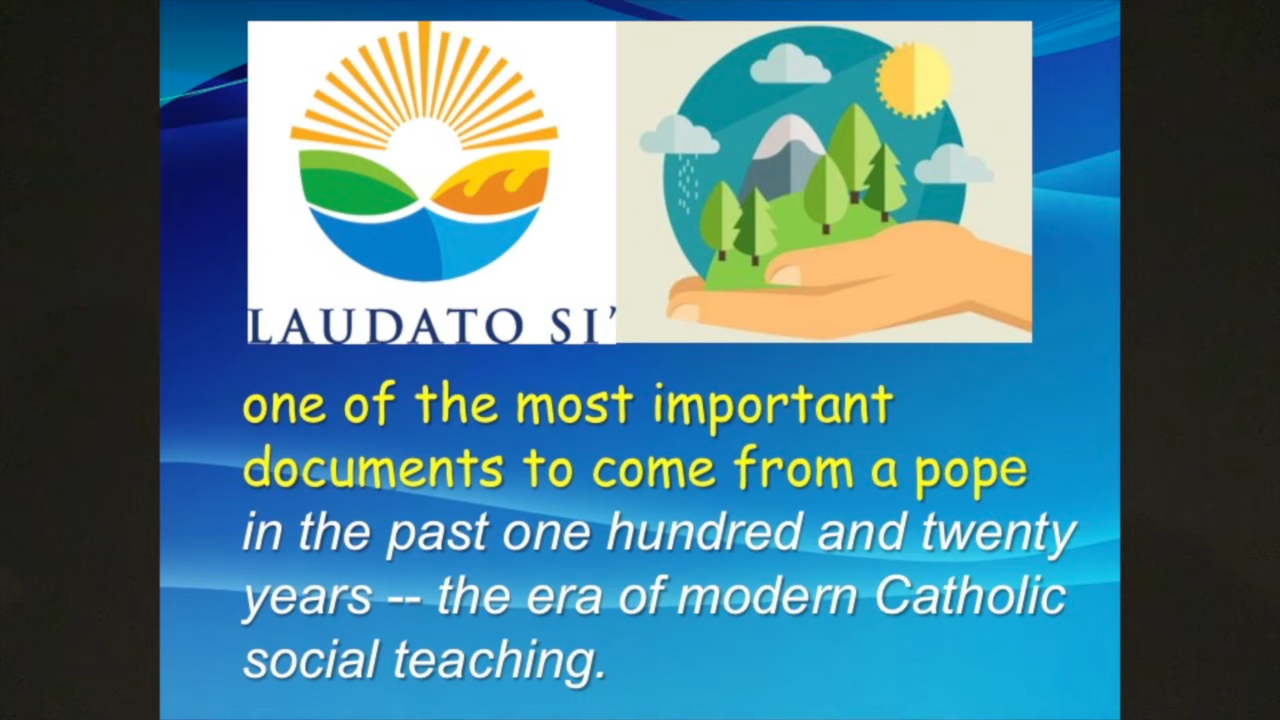 LAUDATO SI’
one of the most important
documents to come from a pope
in the past one hundred and twenty
years -- the era of modern Catholic
social teaching.